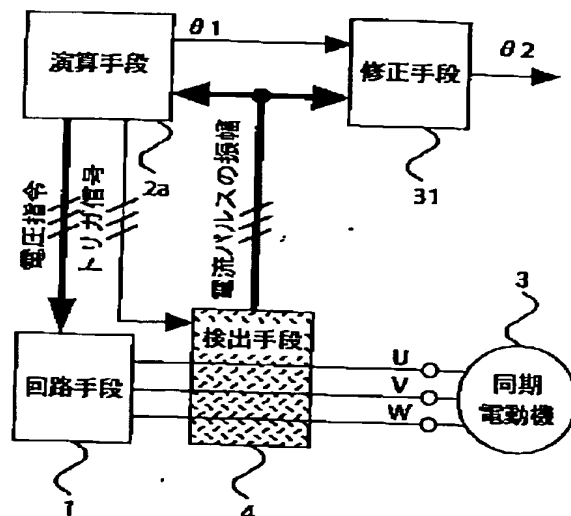 演算手段
θ1
修正手段
θ2
2a
31
電圧指令
トリガ信号
電流パルスの振幅
検出手段
回路手段
U
V
W
3
同期
電動機
1
4